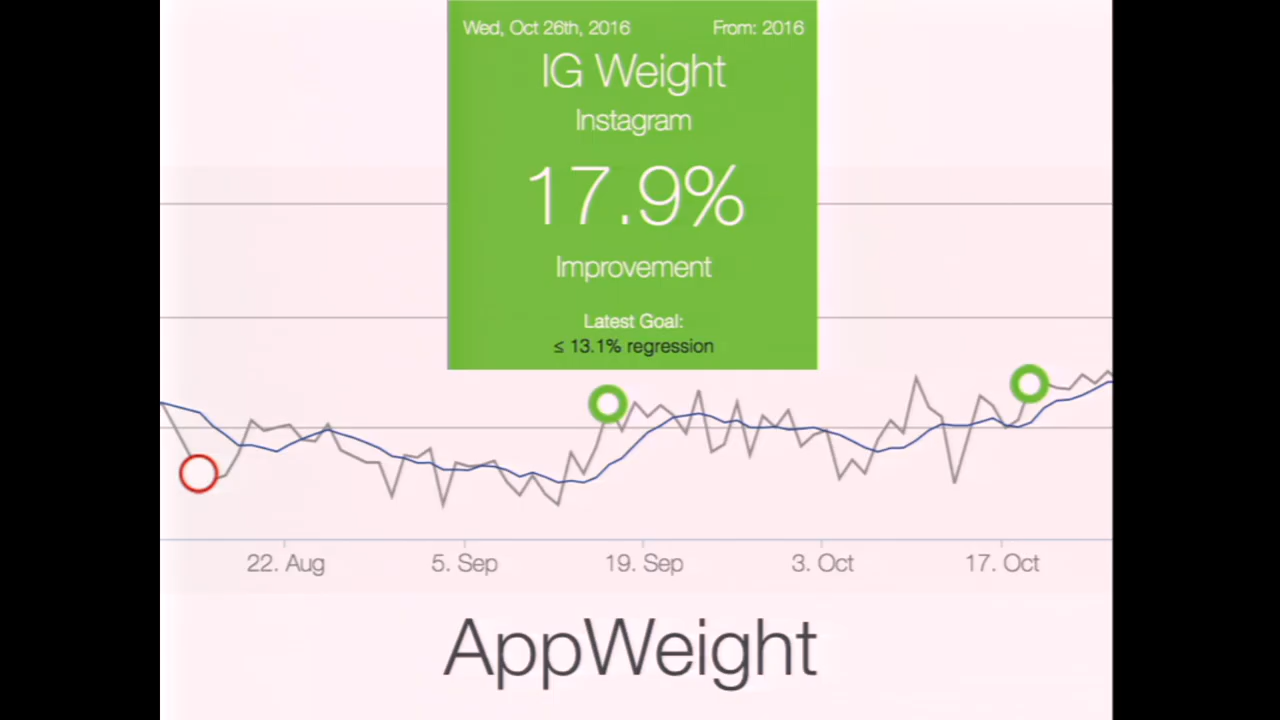 Wed, Oct 26th, 2016 From: 2016
IG Weight
Instagram
17.9%
Improvement
Latest Goal:
≤ 13.1% regression
22. Aug 5. Sep 19. Sep 3. Oct 17. Oct
AppWeight